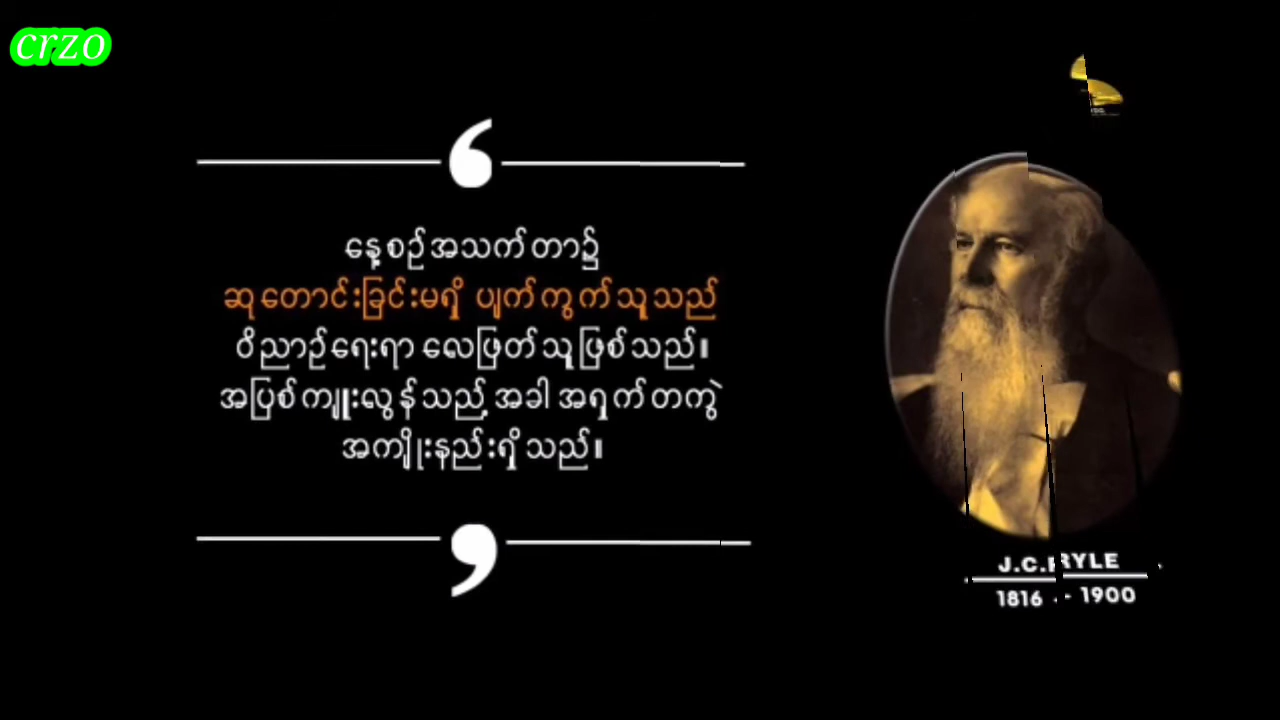 crzo
နေ့စဉ်အသက်တာ၌
ဆုတောင်းခြင်းမရှိ ပျက်ကွက်သူသည်
ဝိညာဉ်ရေးရာ လေဖြတ်သူဖြစ်သည်။
အပြစ်ကျူးလွန်သည့်အခါ အရှက်တကွဲ
အကျိုးနည်းရှိသည်။
J.C.RYLE
1816 - 1900